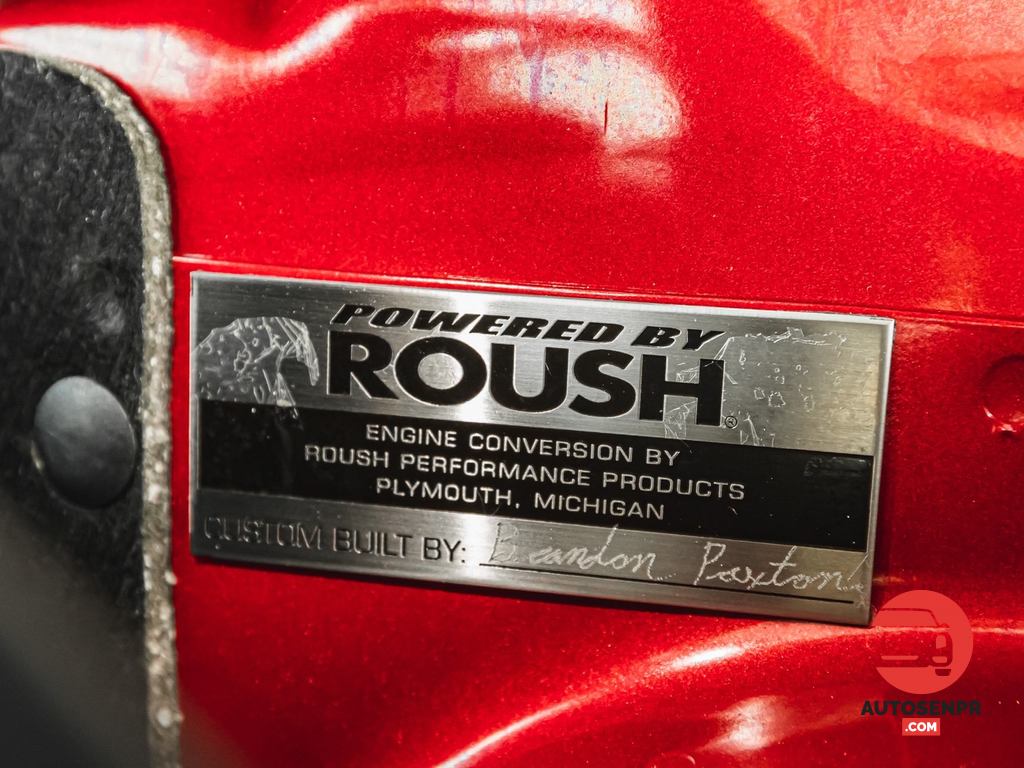 POWERED BY
ROUSH®
ENGINE CONVERSION BY
ROUSH PERFORMANCE PRODUCTS
PLYMOUTH, MICHIGAN
CUSTOM BUILT BY: Brandon Paxton
AUTOSENPR
.COM